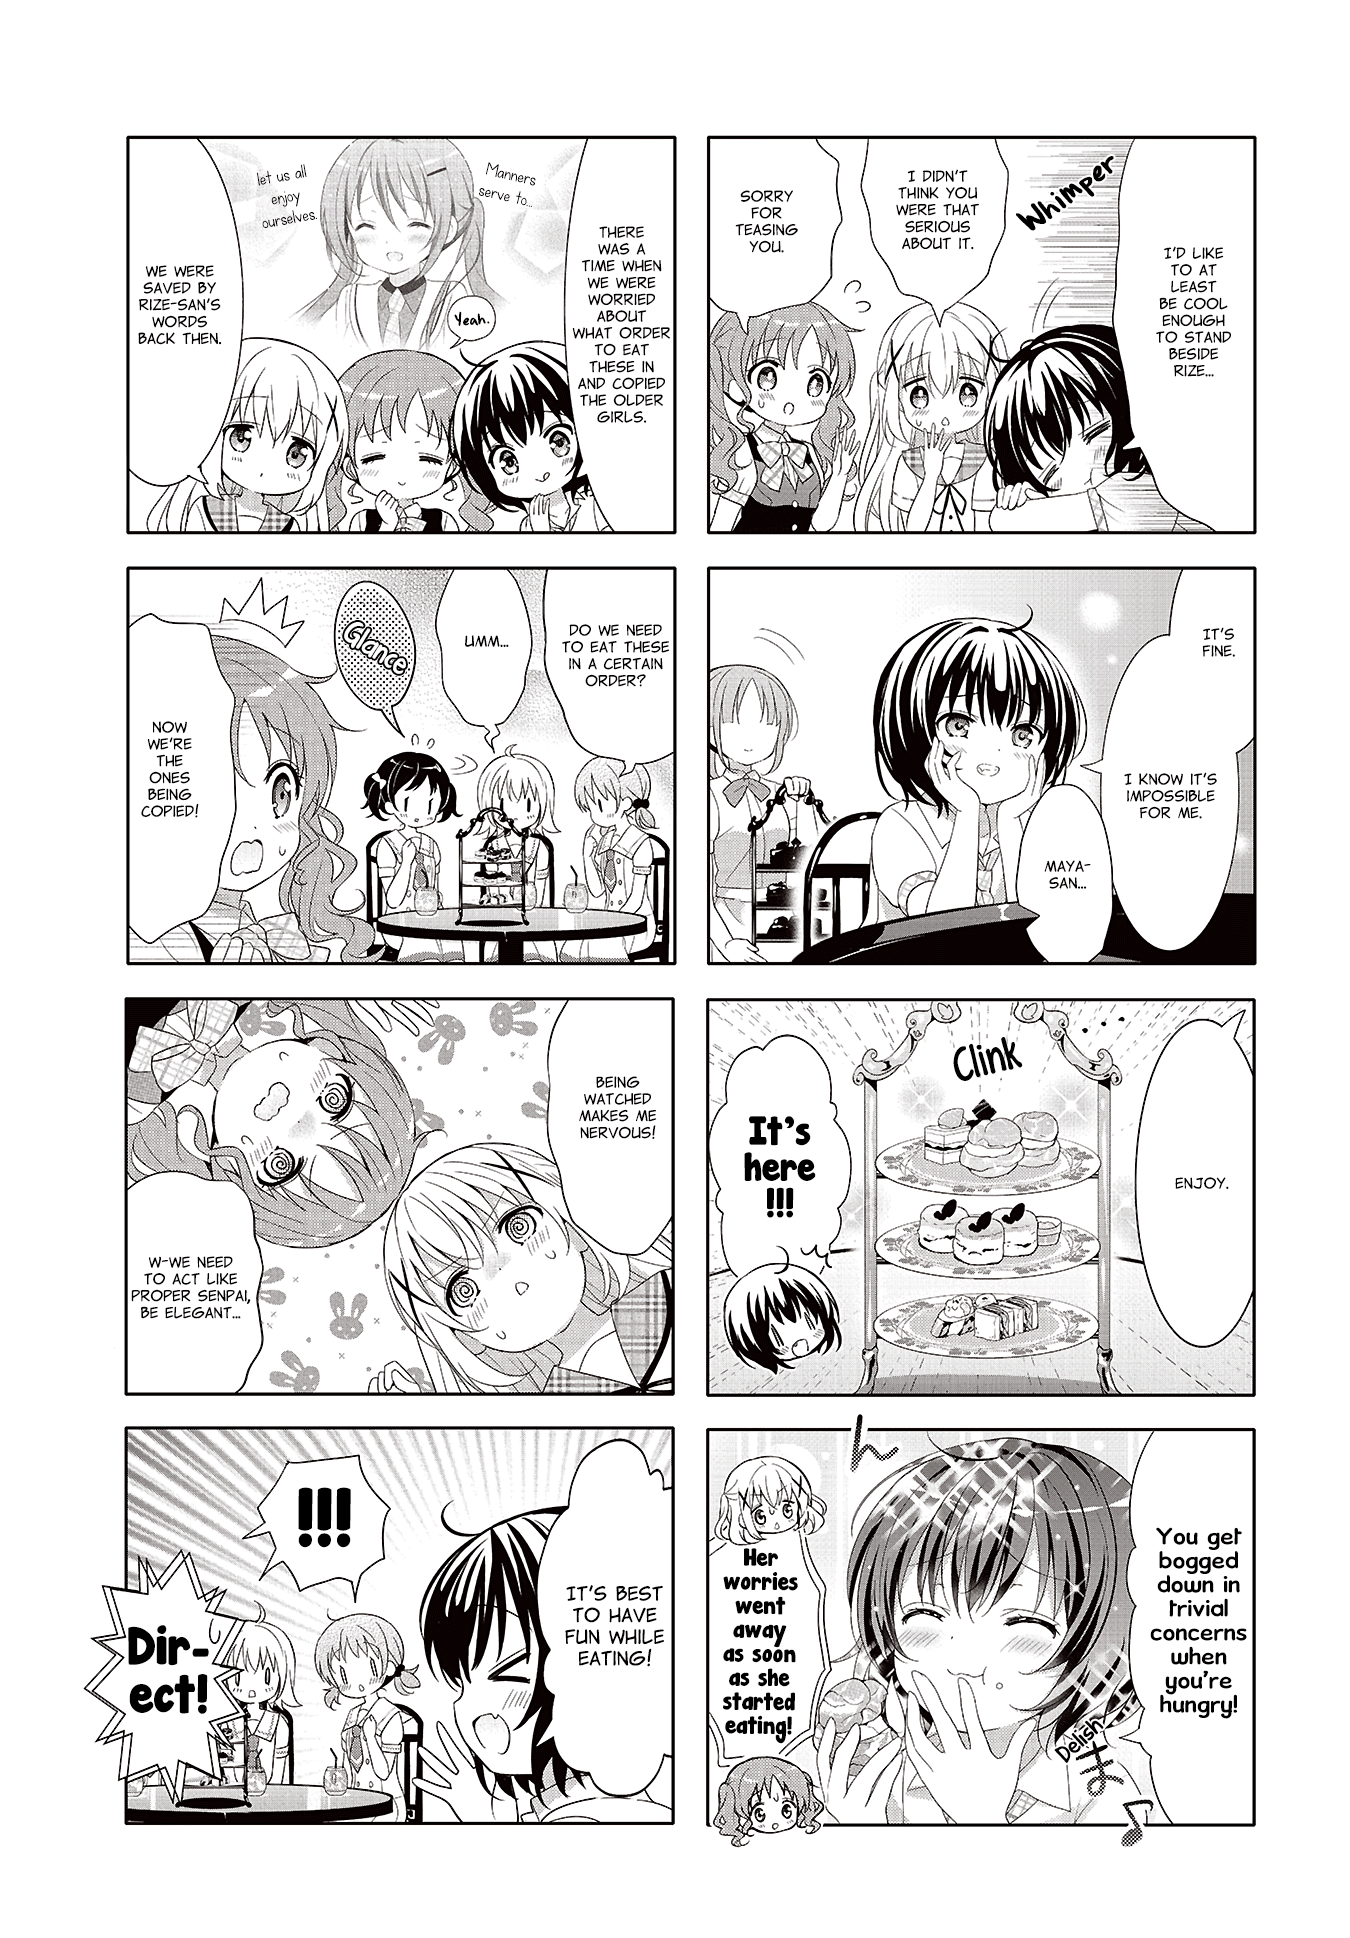 I'D LIKE
TO AT
LEAST
BE COOL
ENOUGH
TO STAND
BESIDE
RIZE...
Whimper
I DIDN'T
THINK YOU
WERE THAT
SERIOUS
ABOUT IT.
SORRY
FOR
TEASING
YOU.
IT'S
FINE.
I KNOW IT'S
IMPOSSIBLE
FOR ME.
MAYA-
SAN...
ENJOY.
Clink
It's
here
!!!
You get
bogged
down in
trivial
concerns
when
you're
hungry!
Delish
ん
ま
♪
Her
worries
went
away
as soon
as she
started
eating!
THERE
WAS A
TIME WHEN
WE WERE
WORRIED
ABOUT
WHAT ORDER
TO EAT
THESE IN
AND COPIED
THE OLDER
GIRLS.
Manners
serve to...
let us all
enjoy
ourselves.
Yeah.
WE WERE
SAVED BY
RIZE-SAN'S
WORDS
BACK THEN.
DO WE NEED
TO EAT THESE
IN A CERTAIN
ORDER?
UMM...
Glance
NOW
WE'RE
THE
ONES
BEING
COPIED!
BEING
WATCHED
MAKES ME
NERVOUS!
W-WE NEED
TO ACT LIKE
PROPER SENPAI,
BE ELEGANT...
IT'S BEST
TO HAVE
FUN WHILE
EATING!
!!!
Dir-
ect!